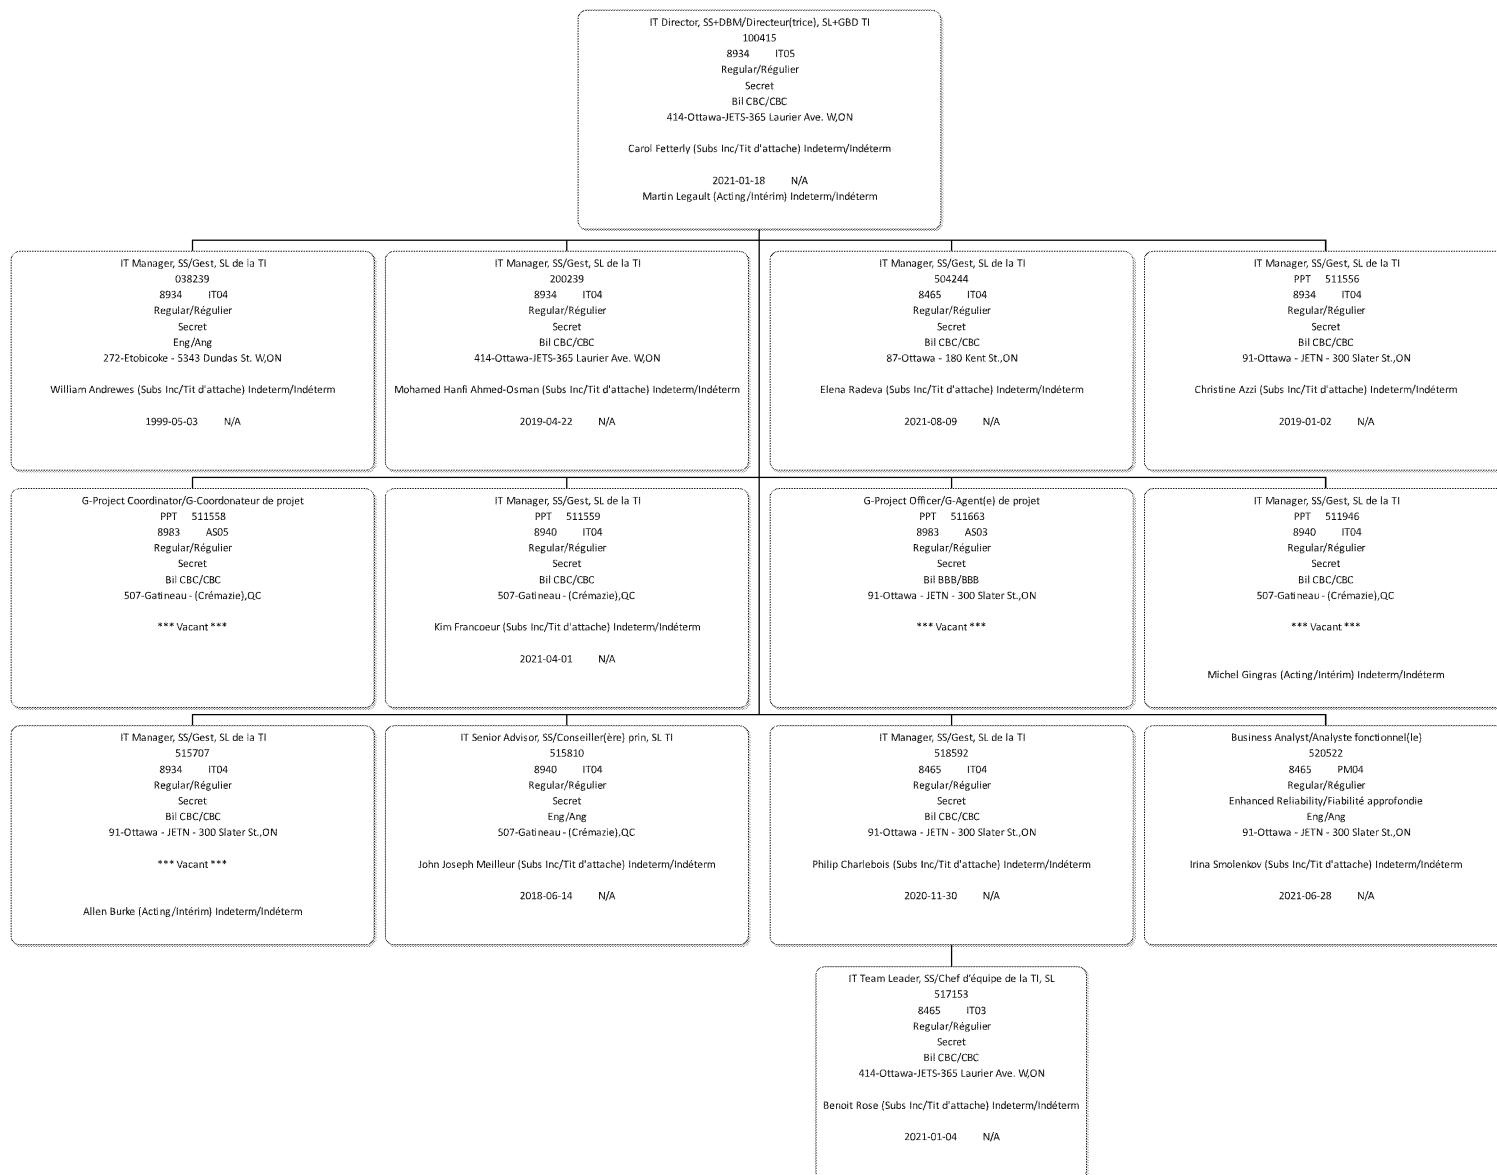 IT Director, SS+DBM/Directeur(trice), SL+GBD TI
100415
8934 IT05
Regular/Régulier
Secret
Bil CBC/CBC
414-Ottawa-JETS-365 Laurier Ave. W,ON
Carol Fetterly (Subs Inc/Tit d'attache) Indeterm/Indéterm
2021-01-18 N/A
Martin Legault (Acting/Intérim) Indeterm/Indéterm
IT Manager, SS/Gest, SL de la TI
038239
8934 IT04
Regular/Régulier
Secret
Eng/Ang
272-Etobicoke - 5343 Dundas St. W,ON
William Andrewes (Subs Inc/Tit d'attache) Indeterm/Indéterm
1999-05-03 N/A
IT Manager, SS/Gest, SL de la TI
200239
8934 IT04
Regular/Régulier
Secret
Bil CBC/CBC
414-Ottawa-JETS-365 Laurier Ave. W,ON
Mohamed Hanfi Ahmed-Osman (Subs Inc/Tit d'attache) Indeterm/Indéterm
2019-04-22 N/A
IT Manager, SS/Gest, SL de la TI
504244
8465 IT04
Regular/Régulier
Secret
Bil CBC/CBC
87-Ottawa - 180 Kent St.,ON
Elena Radeva (Subs Inc/Tit d'attache) Indeterm/Indéterm
2021-08-09 N/A
IT Manager, SS/Gest, SL de la TI
PPT 511556
8934 IT04
Regular/Régulier
Secret
Bil CBC/CBC
91-Ottawa - JETN - 300 Slater St.,ON
Christine Azzi (Subs Inc/Tit d'attache) Indeterm/Indéterm
2019-01-02 N/A
G-Project Coordinator/G-Coordonateur de projet
PPT 511558
8983 AS05
Regular/Régulier
Secret
Bil CBC/CBC
507-Gatineau - (Crémazie),QC
*** Vacant ***
IT Manager, SS/Gest, SL de la TI
PPT 511559
8940 IT04
Regular/Régulier
Secret
Bil CBC/CBC
507-Gatineau - (Crémazie),QC
Kim Francoeur (Subs Inc/Tit d'attache) Indeterm/Indéterm
2021-04-01 N/A
G-Project Officer/G-Agent(e) de projet
PPT 511663
8983 AS03
Regular/Régulier
Secret
Bil BBB/BBB
91-Ottawa - JETN - 300 Slater St.,ON
*** Vacant ***
IT Manager, SS/Gest, SL de la TI
PPT 511946
8940 IT04
Regular/Régulier
Secret
Bil CBC/CBC
507-Gatineau - (Crémazie),QC
*** Vacant ***
Michel Gingras (Acting/Intérim) Indeterm/Indéterm
IT Manager, SS/Gest, SL de la TI
515707
8934 IT04
Regular/Régulier
Secret
Bil CBC/CBC
91-Ottawa - JETN - 300 Slater St.,ON
*** Vacant ***
Allen Burke (Acting/Intérim) Indeterm/Indéterm
IT Senior Advisor, SS/Conseiller(ère) prin, SL TI
515810
8940 IT04
Regular/Régulier
Secret
Eng/Ang
507-Gatineau - (Crémazie),QC
John Joseph Meilleur (Subs Inc/Tit d'attache) Indeterm/Indéterm
2018-06-14 N/A
IT Manager, SS/Gest, SL de la TI
518592
8465 IT04
Regular/Régulier
Secret
Bil CBC/CBC
91-Ottawa - JETN - 300 Slater St.,ON
Philip Charlebois (Subs Inc/Tit d'attache) Indeterm/Indéterm
2020-11-30 N/A
Business Analyst/Analyste fonctionnel(le)
520522
8465 PM04
Regular/Régulier
Enhanced Reliability/Fiabilité approfondie
Eng/Ang
91-Ottawa - JETN - 300 Slater St.,ON
Irina Smolenkov (Subs Inc/Tit d'attache) Indeterm/Indéterm
2021-06-28 N/A
IT Team Leader, SS/Chef d'équipe de la TI, SL
517153
8465 IT03
Regular/Régulier
Secret
Bil CBC/CBC
414-Ottawa-JETS-365 Laurier Ave. W,ON
Benoit Rose (Subs Inc/Tit d'attache) Indeterm/Indéterm
2021-01-04 N/A